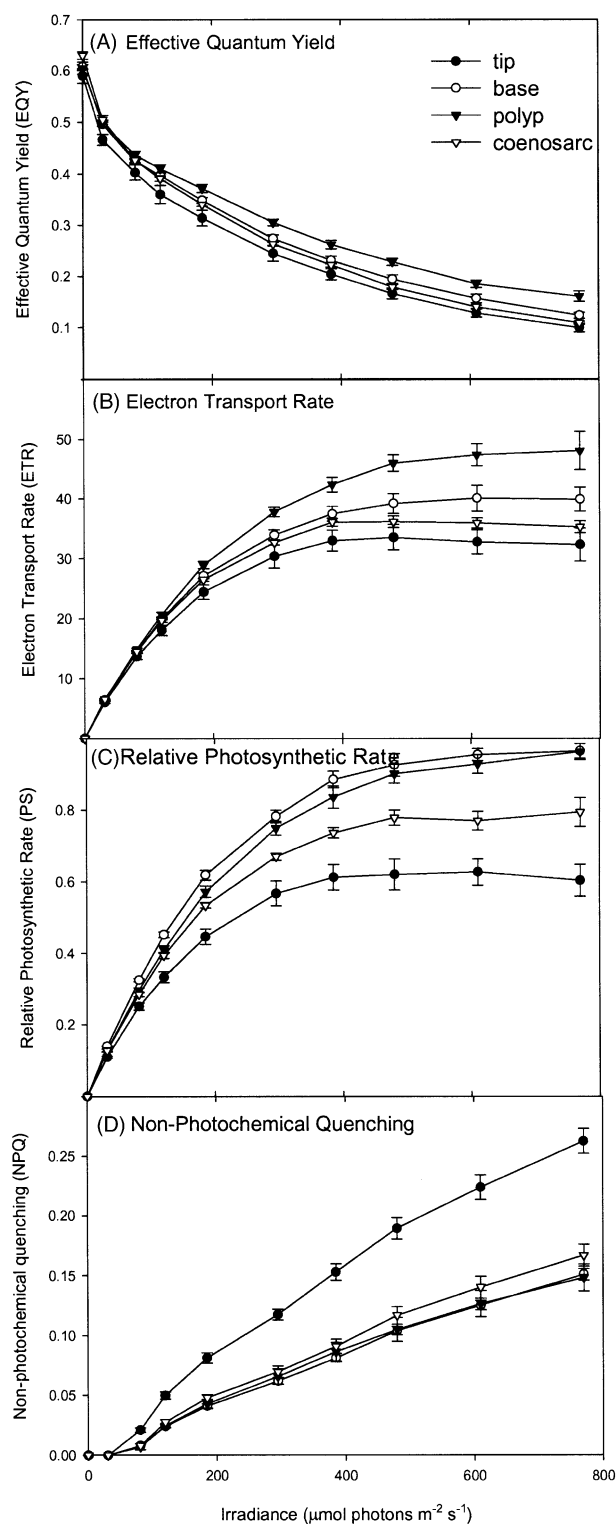 (A) Effective Quantum Yield
tip
base
polyp
coenosarc
Effective Quantum Yield (EQY)
0.7
0.6
0.5
0.4
0.3
0.2
0.1
(B) Electron Transport Rate
Electron Transport Rate (ETR)
50
40
30
20
10
(C) Relative Photosynthetic Rate
Relative Photosynthetic Rate (PS)
0.8
0.6
0.4
0.2
(D) Non-Photochemical Quenching
Non-photochemical quenching (NPQ)
0.25
0.20
0.15
0.10
0.05
0.00
0 200 400 600 800
Irradiance (μmol photons m⁻² s⁻¹)